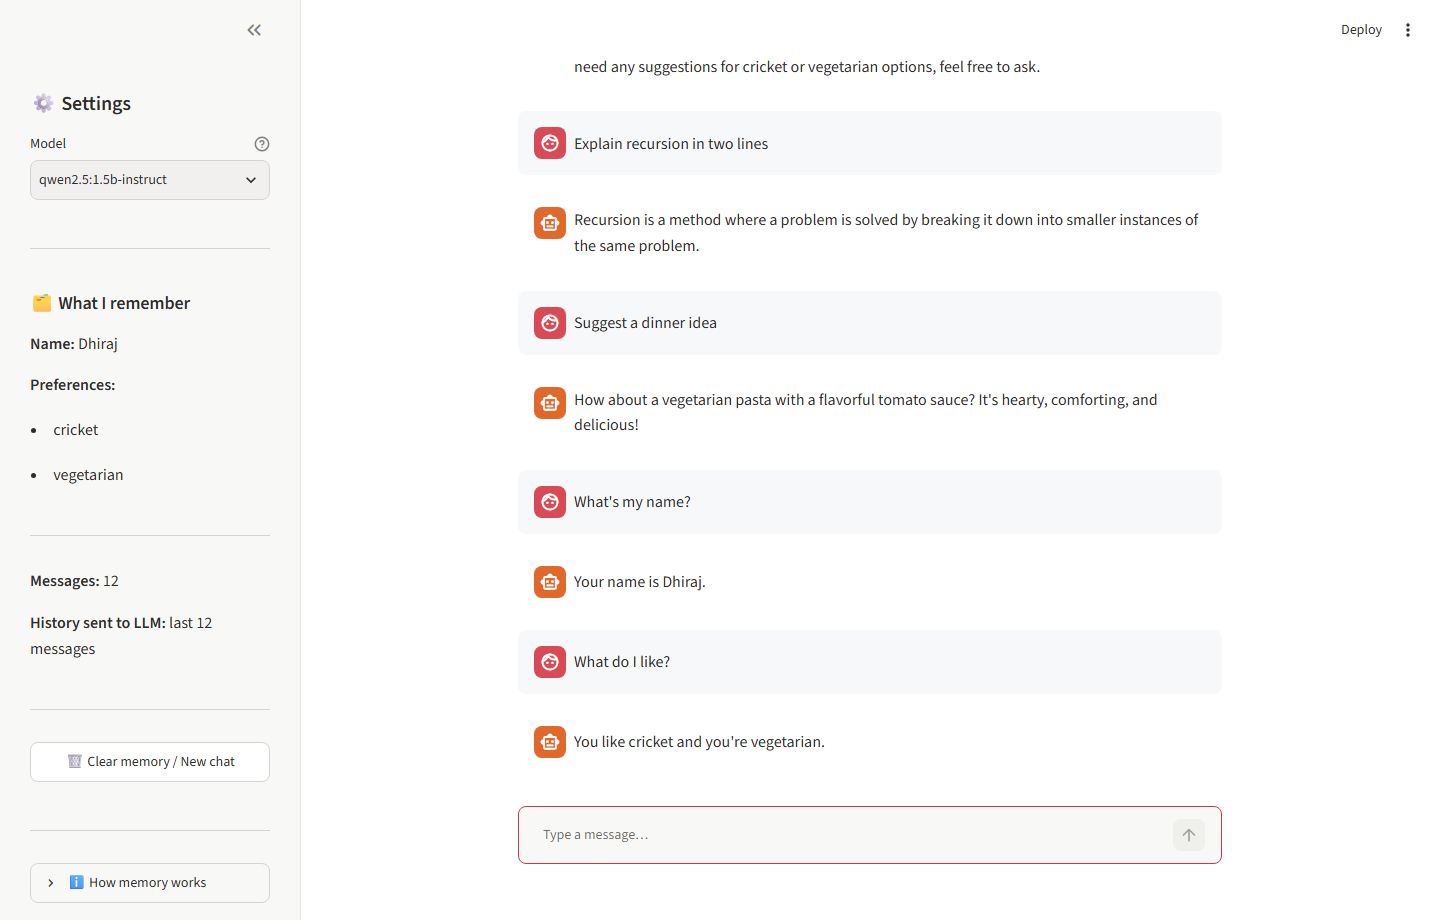 Deploy
Settings
Model
qwen2.5:1.5b-instruct
What I remember
Name: Dhiraj
Preferences:
• cricket
• vegetarian
Messages: 12
History sent to LLM: last 12
messages
Clear memory / New chat
How memory works
need any suggestions for cricket or vegetarian options, feel free to ask.
Explain recursion in two lines
Recursion is a method where a problem is solved by breaking it down into smaller instances of
the same problem.
Suggest a dinner idea
How about a vegetarian pasta with a flavorful tomato sauce? It's hearty, comforting, and
delicious!
What's my name?
Your name is Dhiraj.
What do I like?
You like cricket and you're vegetarian.
Type a message...